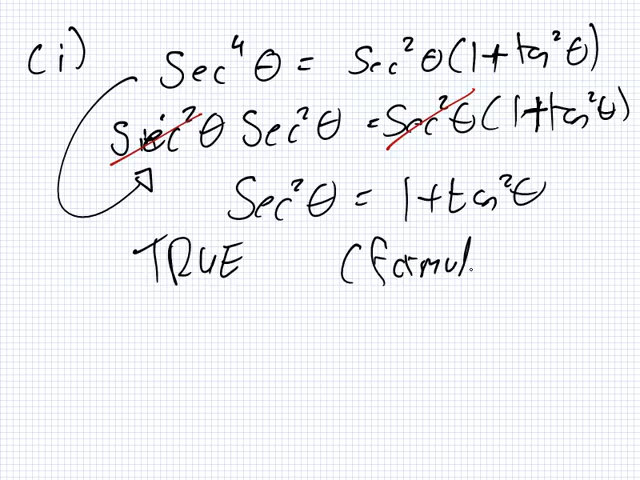 (i) Sec⁴θ = Sec²θ(1+tan²θ)
Sec²θ Sec²θ = Sec²θ(1+tan²θ)
Sec²θ = 1+tan²θ
TRUE (formul